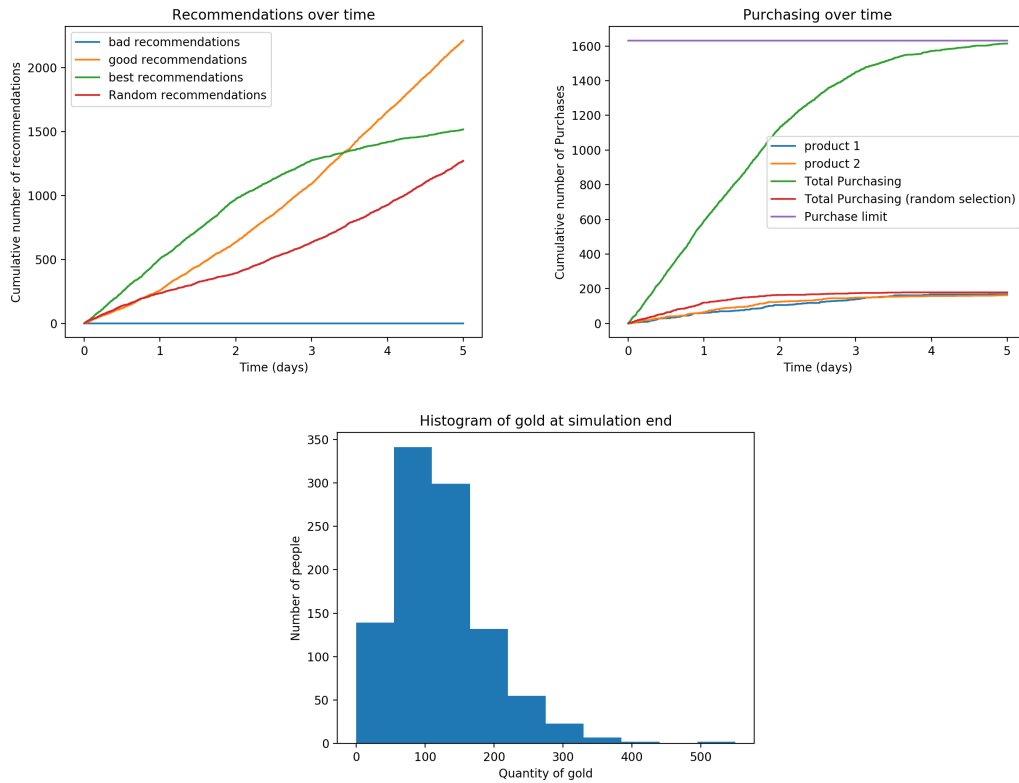 Recommendations over time
Cumulative number of recommendations
2000
1500
1000
500
0
bad recommendations
good recommendations
best recommendations
Random recommendations
0 1 2 3 4 5
Time (days)
Purchasing over time
Cumulative number of Purchases
1600
1400
1200
1000
800
600
400
200
0
product 1
product 2
Total Purchasing
Total Purchasing (random selection)
Purchase limit
0 1 2 3 4 5
Time (days)
Histogram of gold at simulation end
Number of people
350
300
250
200
150
100
50
0
0 100 200 300 400 500
Quantity of gold